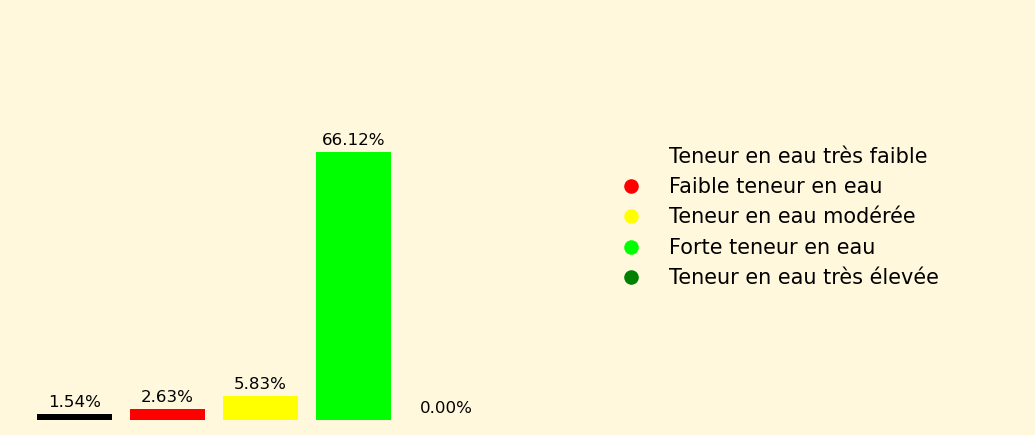 66.12%
5.83%
2.63%
1.54%
0.00%
Teneur en eau très faible
Faible teneur en eau
Teneur en eau modérée
Forte teneur en eau
Teneur en eau très élevée